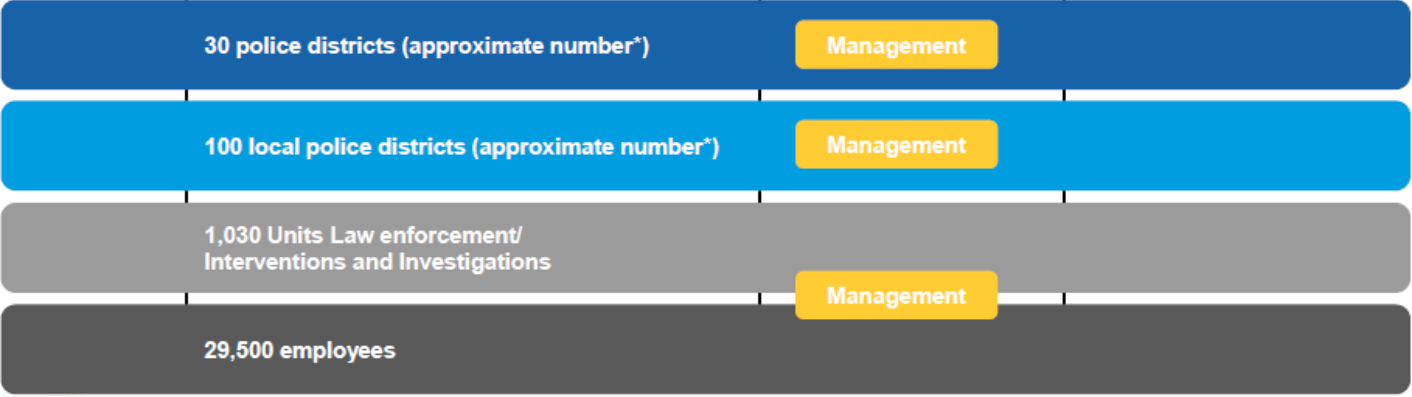 30 police districts (approximate number*)
Management
100 local police districts (approximate number*)
Management
1,030 Units Law enforcement/
Interventions and Investigations
Management
29,500 employees